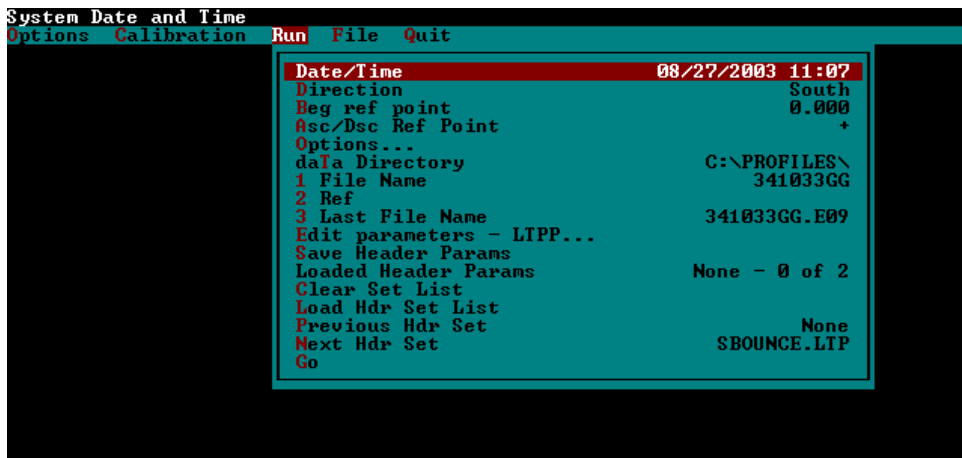 System Date and Time
Options Calibration Run File Quit
Date/Time 08/27/2003 11:07
Direction South
Beg ref point 0.000
Asc/Dsc Ref Point +
Options...
daTa Directory C:\PROFILES\
1 File Name 341033GG
2 Ref
3 Last File Name 341033GG.E09
Edit parameters - LTPP...
Save Header Params
Loaded Header Params None - 0 of 2
Clear Set List
Load Hdr Set List
Previous Hdr Set None
Next Hdr Set SBOUNCE.LTP
Go